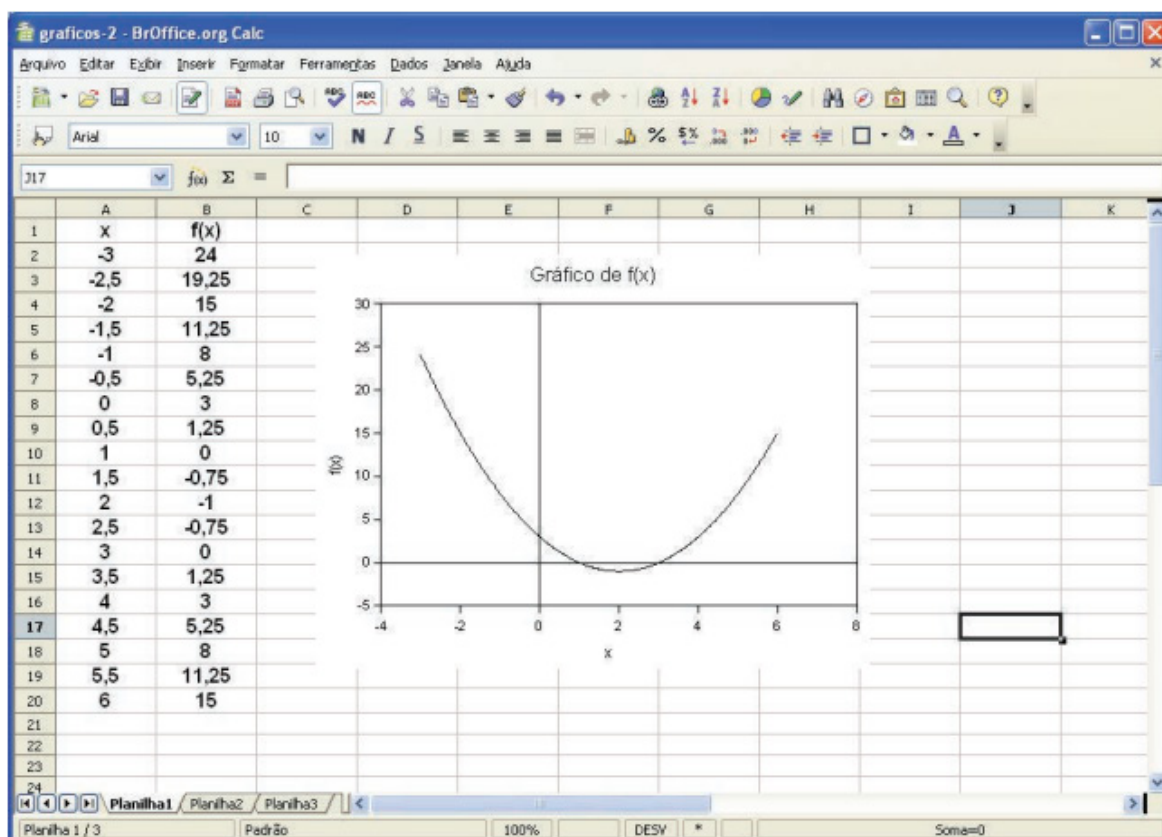 graficos-2 - BrOffice.org Calc
Arquivo Editar Exibir Inserir Formatar Ferramentas Dados Janela Ajuda
Arial 10 N I S
J17 f(x) Σ =
A B C D E F G H I J K
1 x f(x)
2 -3 24
3 -2,5 19,25
4 -2 15
5 -1,5 11,25
6 -1 8
7 -0,5 5,25
8 0 3
9 0,5 1,25
10 1 0
11 1,5 -0,75
12 2 -1
13 2,5 -0,75
14 3 0
15 3,5 1,25
16 4 3
17 4,5 5,25
18 5 8
19 5,5 11,25
20 6 15
21
22
23
24
Gráfico de f(x)
30
25
20
15
10
5
0
-5
f(x)
-4 -2 0 2 4 6 8
x
Planilha1 Planilha2 Planilha3
Planilha 1 / 3 Padrão 100% DESV * Soma=0